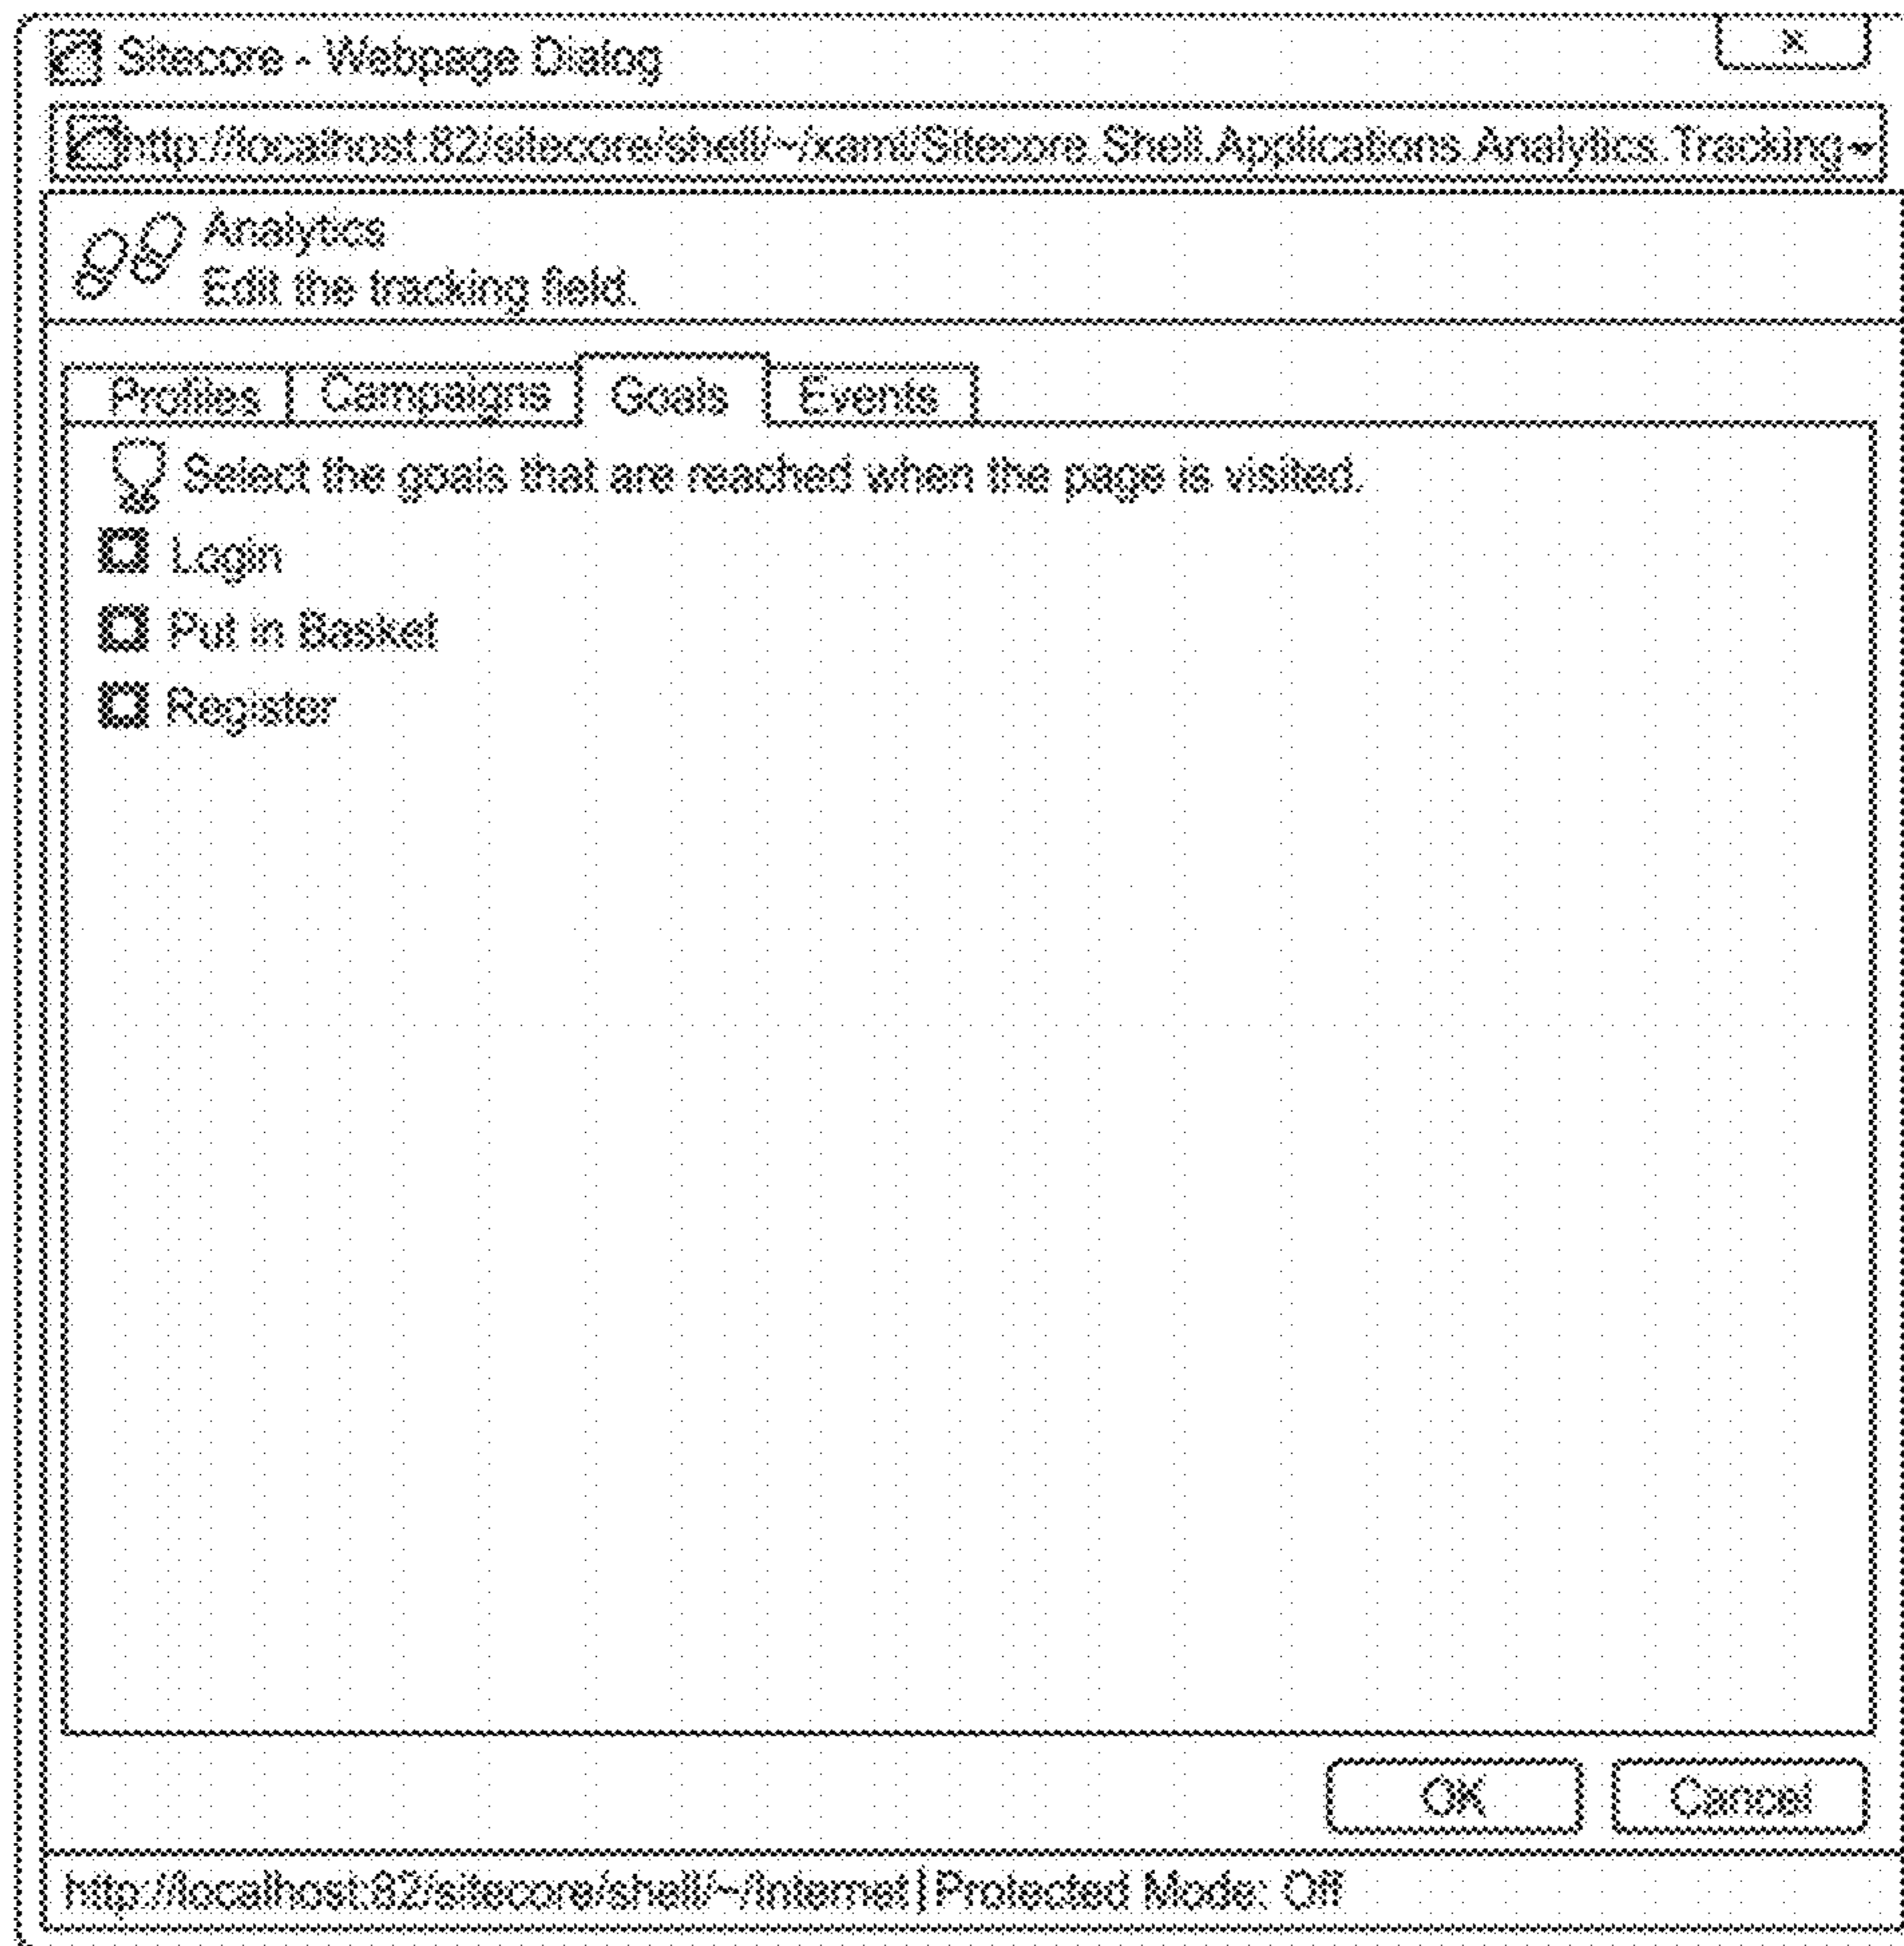 Sitecore - Webpage Dialog
x
http://localhost:82/sitecore/shell/~/xaml/Sitecore.Shell.Applications.Analytics.Tracking
Analytics
Edit the tracking field.
Profiles Campaigns Goals Events
Select the goals that are reached when the page is visited.
Login
Put in Basket
Register
OK Cancel
http://localhost:82/sitecore/shell/~/Internet|Protected Mode: Off